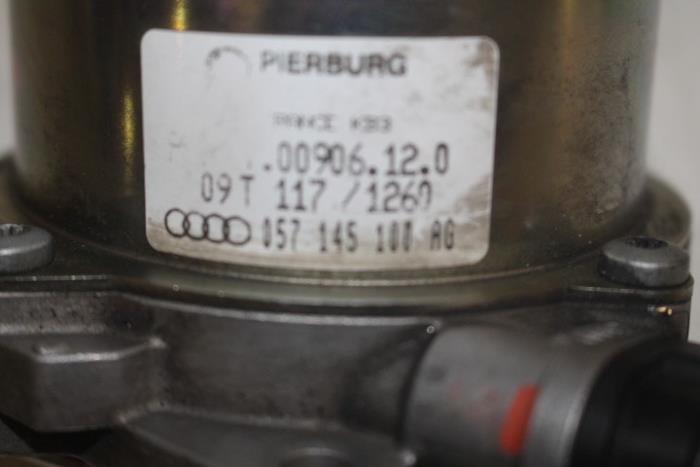 PIERBURG
FRANCE
.00906.12.0
09T 117 /1260
057 145 100 AG